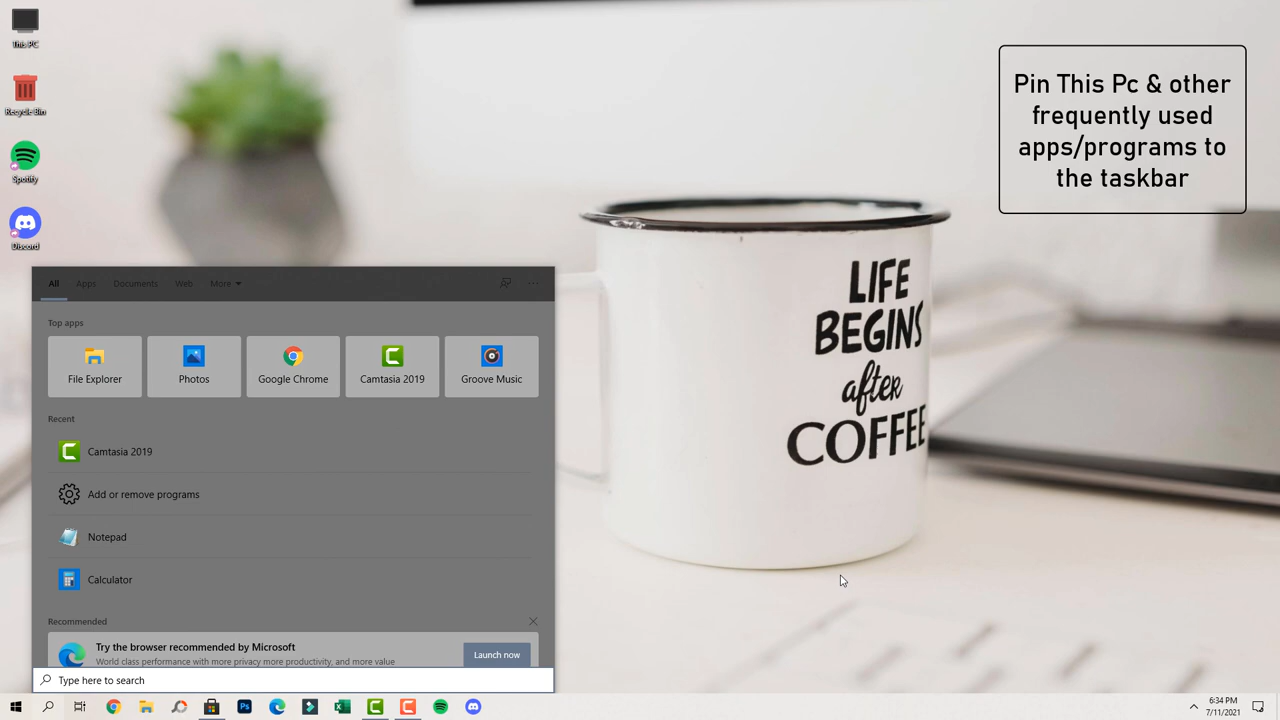 This PC
Recycle Bin
Spotify
Discord
Pin This Pc & other
frequently used
apps/programs to
the taskbar
LIFE
BEGINS
after
COFFEE
All Apps Documents Web More
Top apps
File Explorer Photos Google Chrome Camtasia 2019 Groove Music
Recent
Camtasia 2019
Add or remove programs
Notepad
Calculator
Recommended
Try the browser recommended by Microsoft
World class performance with more privacy more productivity, and more value
Launch now
Type here to search
6:34 PM
7/11/2021